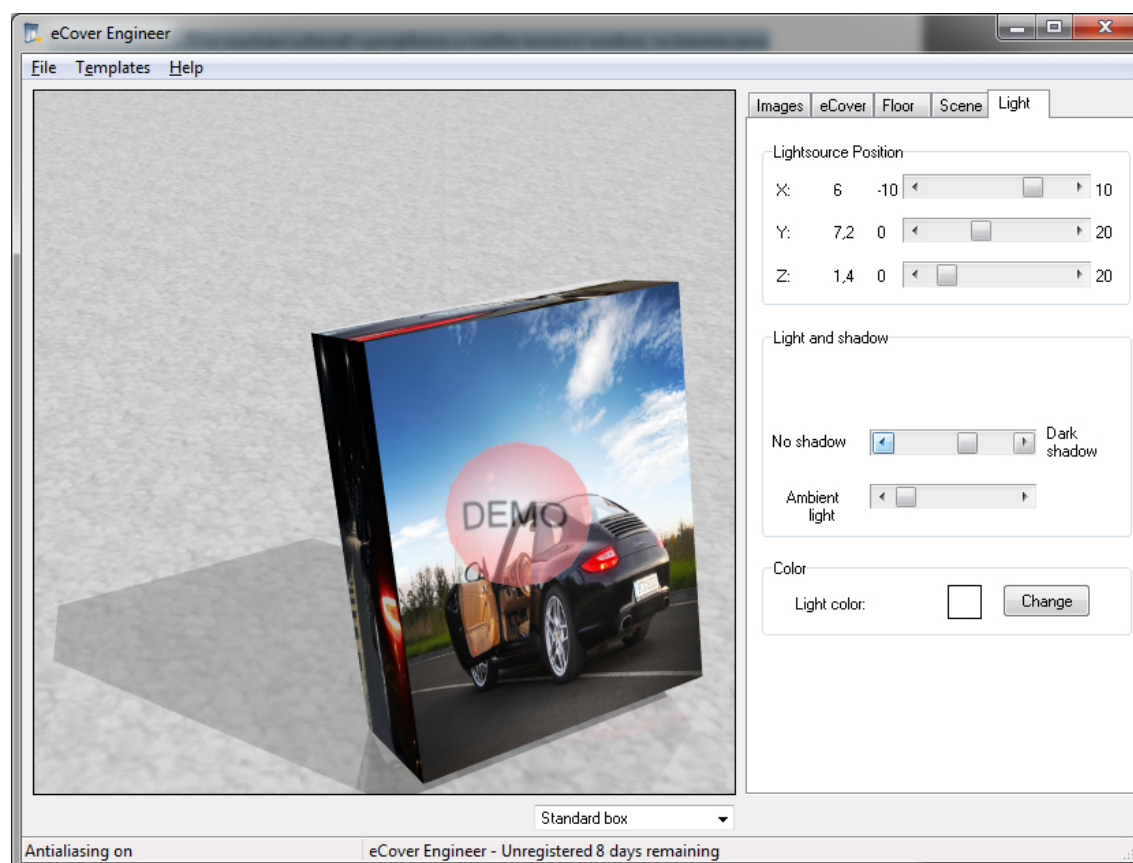 eCover Engineer
File Templates Help
Images eCover Floor Scene Light
Lightsource Position
X: 6 -10 10
Y: 7,2 0 20
Z: 1,4 0 20
Light and shadow
No shadow
Dark
shadow
Ambient
light
Color
Light color: Change
DEMO
Standard box
Antialiasing on eCover Engineer - Unregistered 8 days remaining